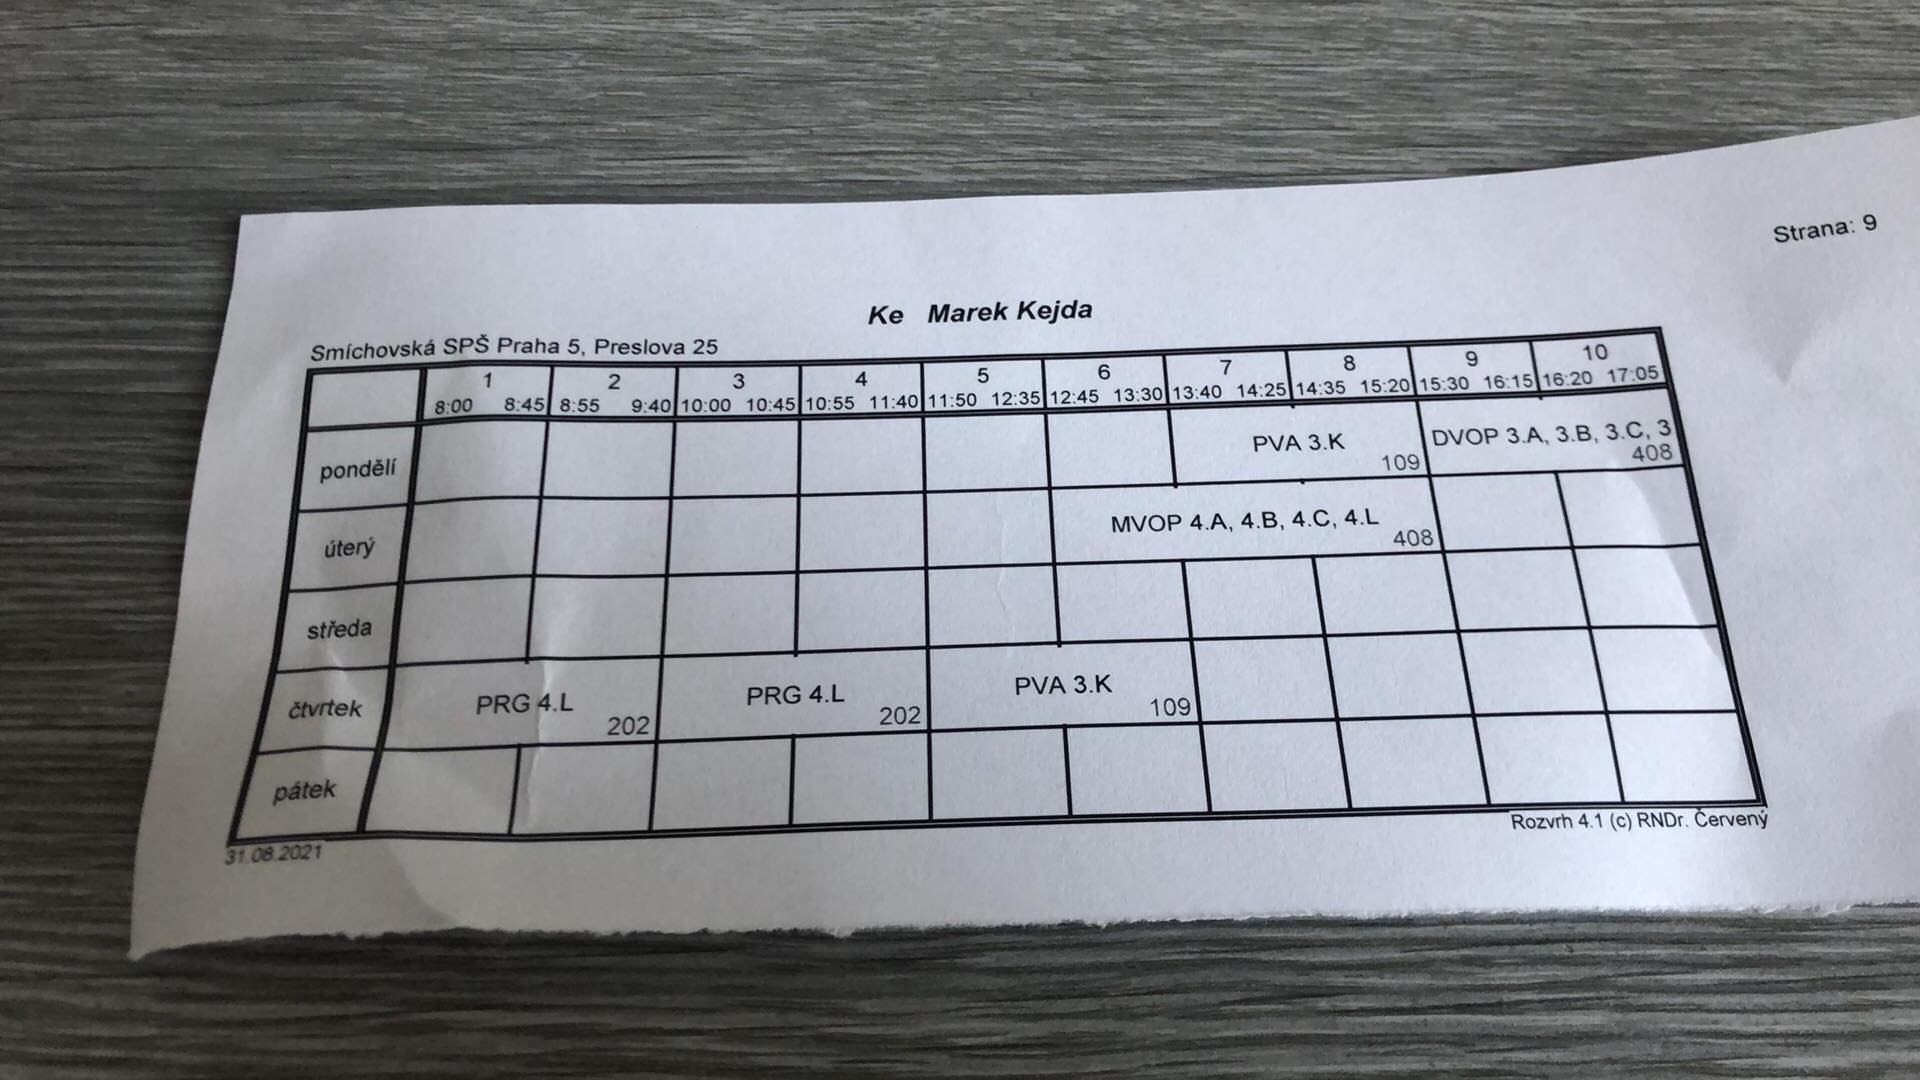 Strana: 9
Ke Marek Kejda
Smíchovská SPŠ Praha 5, Preslova 25
1 2 3 4 5 6 7 8 9 10
8:00 8:45 8:55 9:40 10:00 10:45 10:55 11:40 11:50 12:35 12:45 13:30 13:40 14:25 14:35 15:20 15:30 16:15 16:20 17:05
pondělí PVA 3.K DVOP 3.A, 3.B, 3.C, 3
109 408
úterý MVOP 4.A, 4.B, 4.C, 4.L
408
středa
čtvrtek PRG 4.L PRG 4.L PVA 3.K
202 202 109
pátek
31.08.2021 Rozvrh 4.1 (c) RNDr. Červený